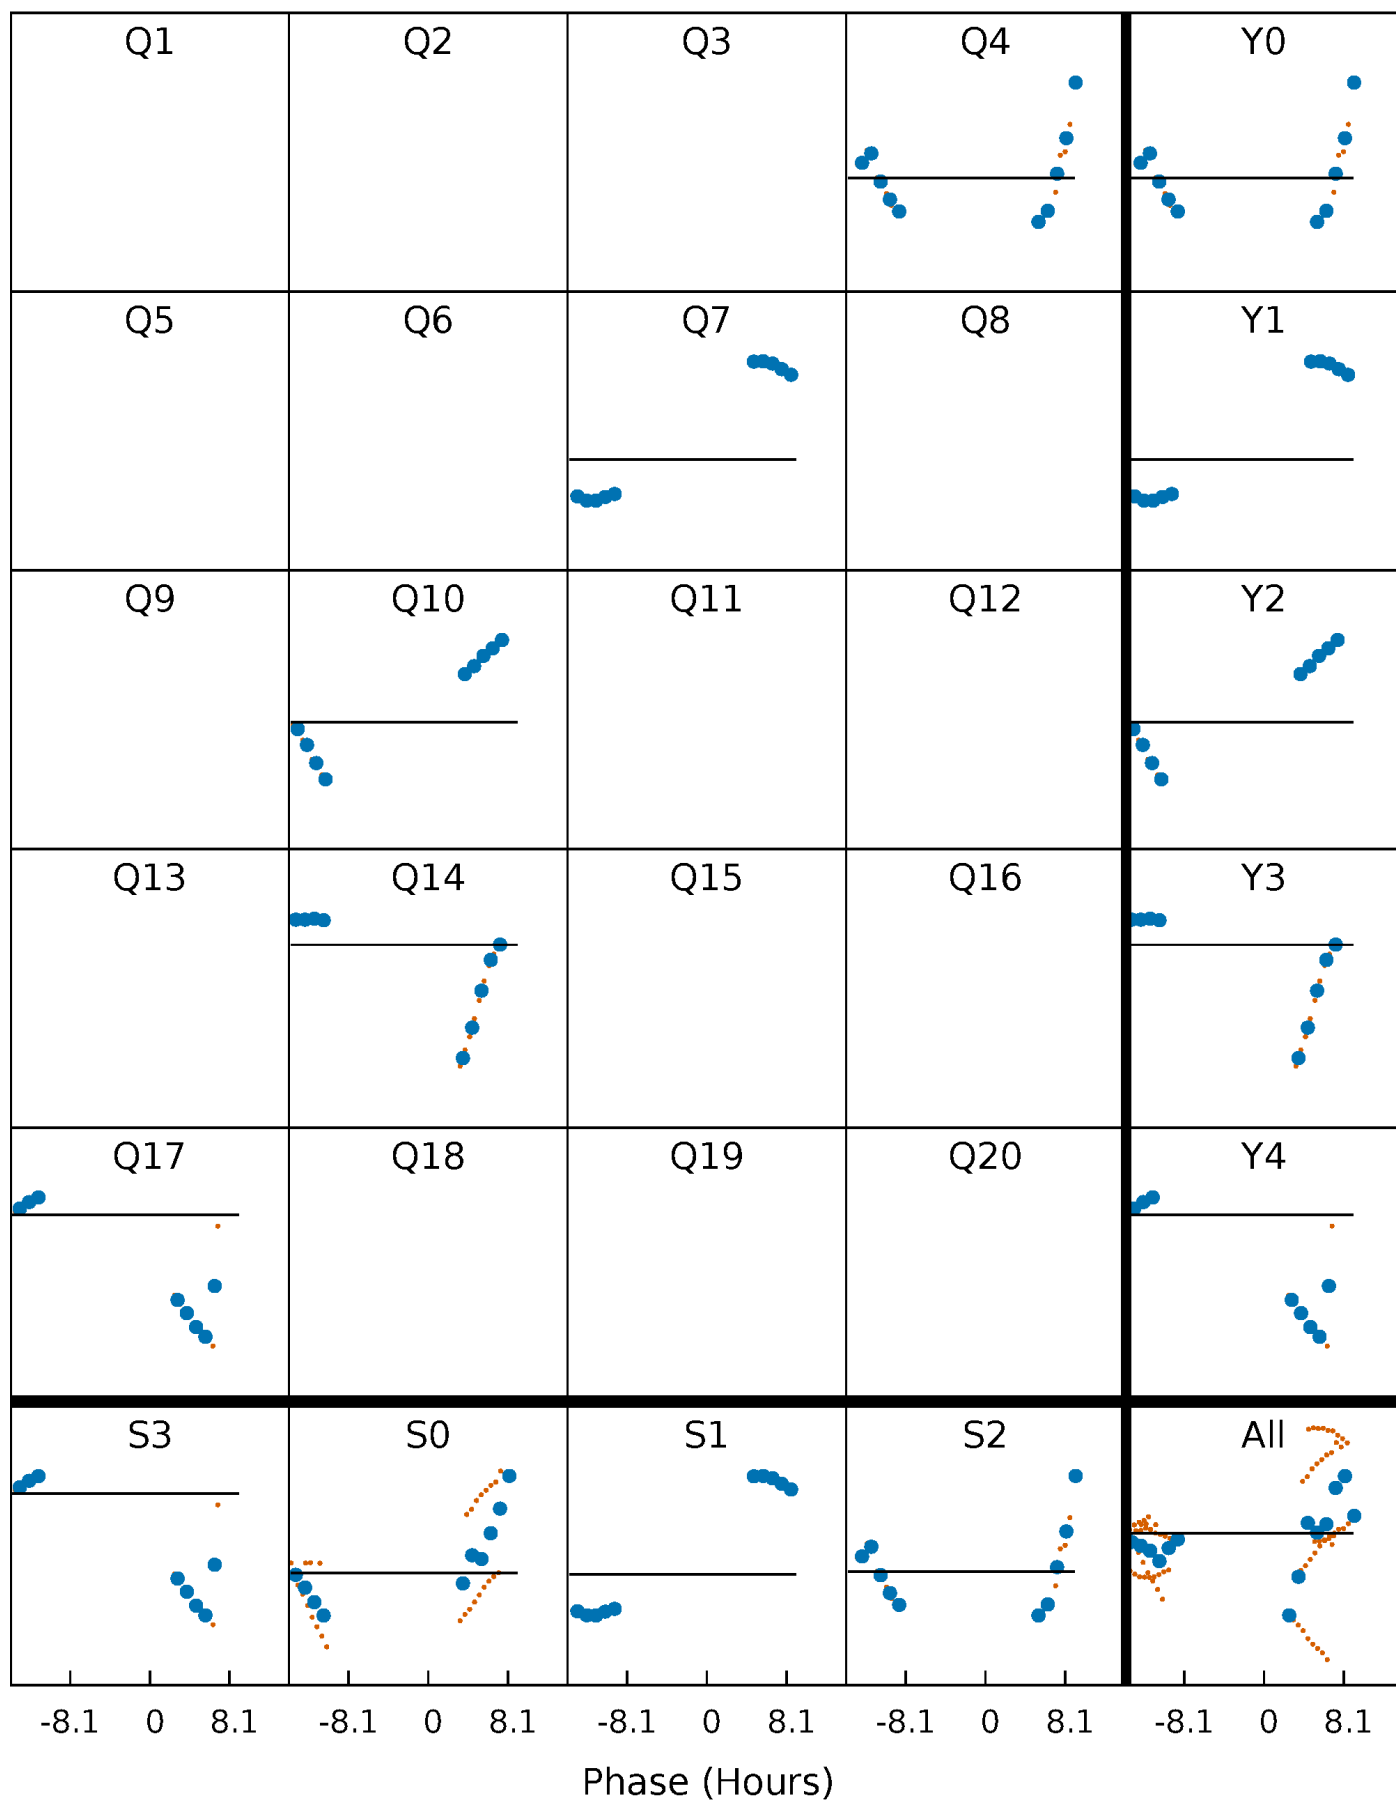 Q1 Q2 Q3 Q4 Y0
Q5 Q6 Q7 Q8 Y1
Q9 Q10 Q11 Q12 Y2
Q13 Q14 Q15 Q16 Y3
Q17 Q18 Q19 Q20 Y4
S3 S0 S1 S2 All
-8.1 0 8.1 -8.1 0 8.1 -8.1 0 8.1 -8.1 0 8.1 -8.1 0 8.1
Phase (Hours)